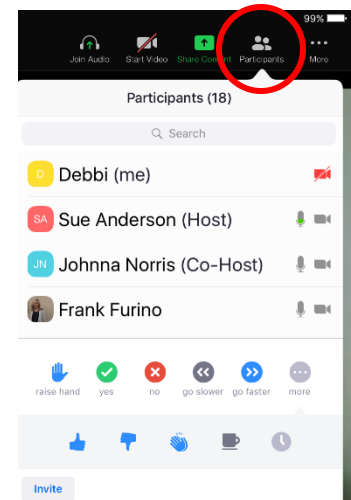 99%
Join Audio Start Video Share Content Participants More
Participants (18)
Search
D Debbi (me)
SA Sue Anderson (Host)
JN Johnna Norris (Co-Host)
Frank Furino
raise hand yes no go slower go faster more
Invite